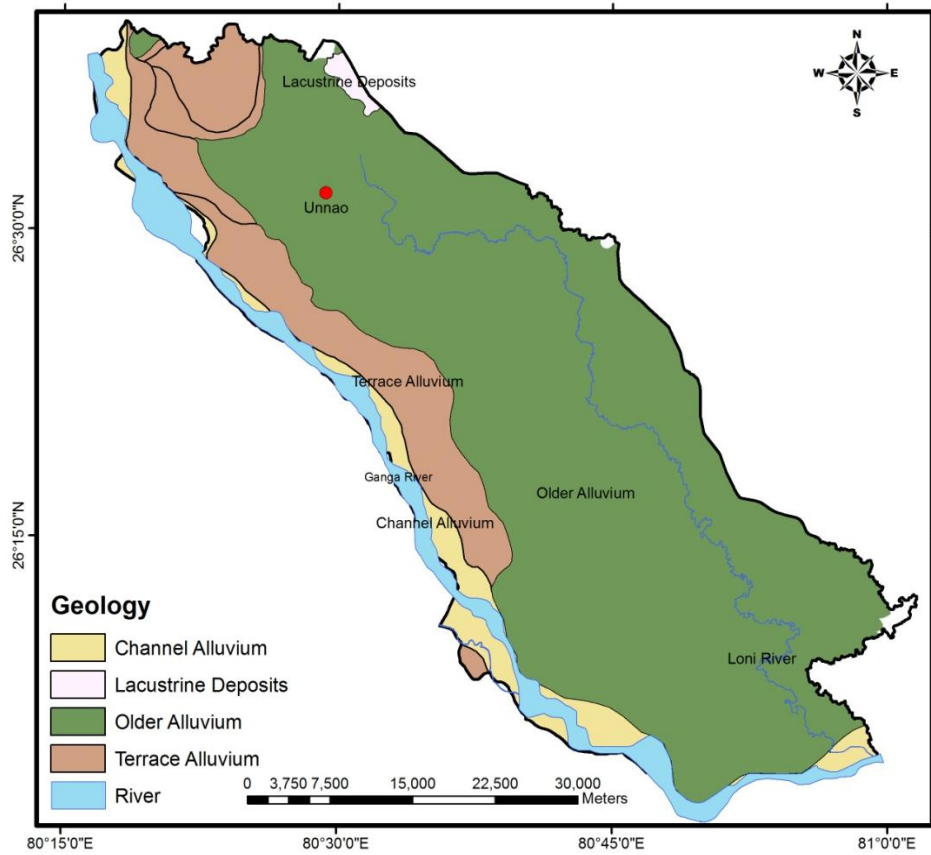 N
W E
S
Lacustrine Deposits
Unnao
26°30'0"N
Terrace Alluvium
Ganga River
Older Alluvium
Channel Alluvium
26°15'0"N
Loni River
Geology
Channel Alluvium
Lacustrine Deposits
Older Alluvium
Terrace Alluvium
River
0 3,750 7,500 15,000 22,500 30,000
Meters
80°15'0"E 80°30'0"E 80°45'0"E 81°0'0"E